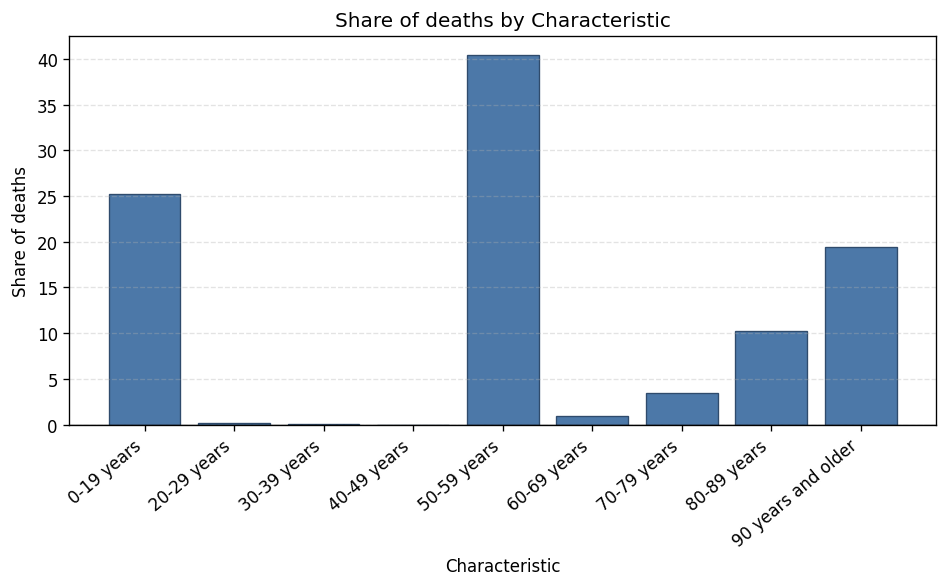 Share of deaths by Characteristic
Share of deaths
40
35
30
25
20
15
10
5
0
0-19 years
20-29 years
30-39 years
40-49 years
50-59 years
60-69 years
70-79 years
80-89 years
90 years and older
Characteristic